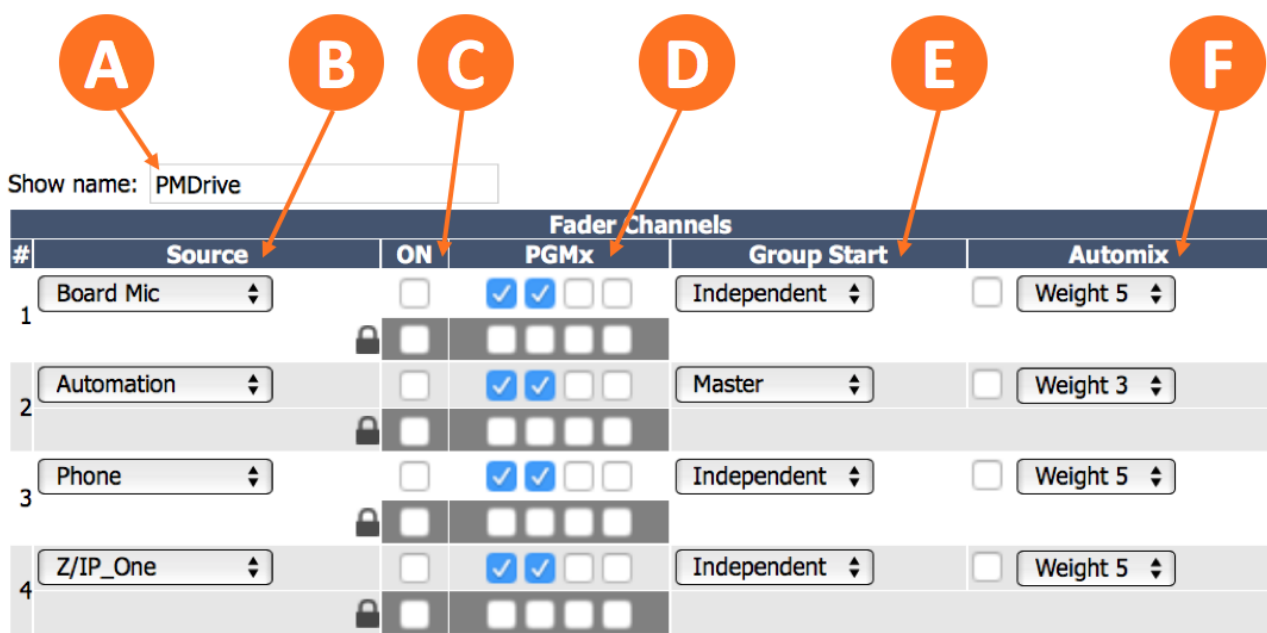 A B C D E F
Show name: PMDrive
Fader Channels
# Source ON PGMx Group Start Automix
1 Board Mic Independent Weight 5
2 Automation Master Weight 3
3 Phone Independent Weight 5
4 Z/IP_One Independent Weight 5